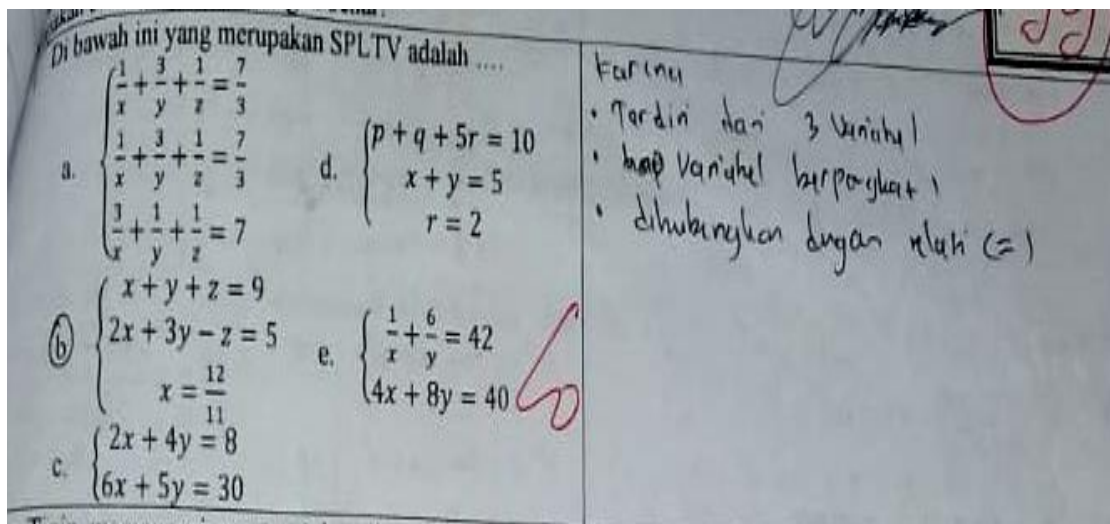 Di bawah ini yang merupakan SPLTV adalah ....
a. { 1/x + 3/y + 1/z = 7/3
1/x + 3/y + 1/z = 7/3
3/x + 1/y + 1/z = 7
b { x + y + z = 9
2x + 3y − z = 5
x = 12/11
c. { 2x + 4y = 8
6x + 5y = 30
d. { p + q + 5r = 10
x + y = 5
r = 2
e. { 1/x + 6/y = 42
4x + 8y = 40
Karena
• Terdiri dari 3 Variabel
• tiap Variabel berpangkat 1
• dihubungkan dengan relasi (=)